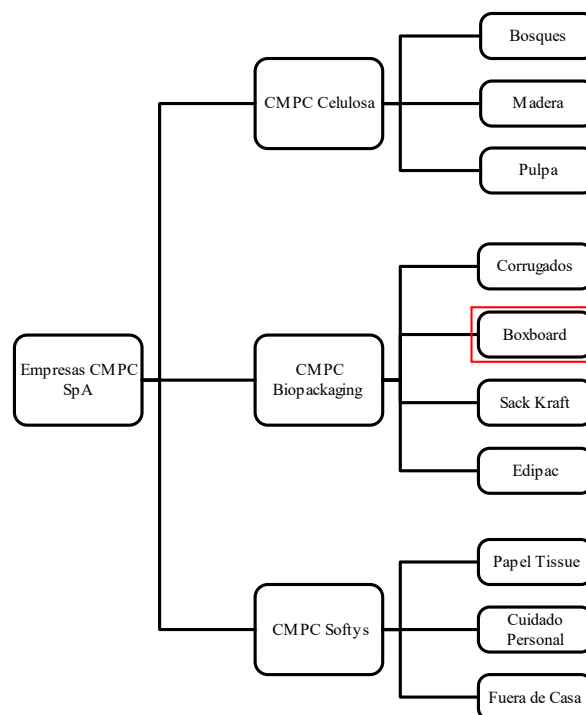 Empresas CMPC
SpA
CMPC Celulosa
Bosques
Madera
Pulpa
CMPC
Biopackaging
Corrugados
Boxboard
Sack Kraft
Edipac
CMPC Softys
Papel Tissue
Cuidado
Personal
Fuera de Casa